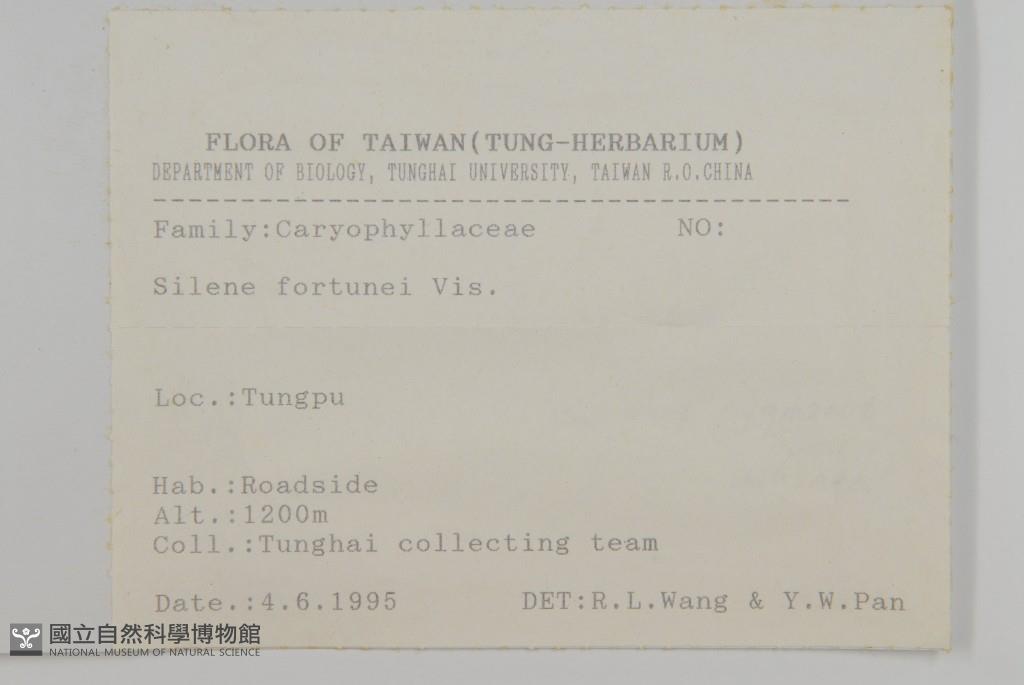 FLORA OF TAIWAN(TUNG-HERBARIUM)
DEPARTMENT OF BIOLOGY, TUNGHAI UNIVERSITY, TAIWAN R.O.CHINA
Family:Caryophyllaceae NO:
Silene fortunei Vis.
Loc.:Tungpu
Hab.:Roadside
Alt.:1200m
Coll.:Tunghai collecting team
Date.:4.6.1995 DET:R.L.Wang & Y.W.Pan
國立自然科學博物館
NATIONAL MUSEUM OF NATURAL SCIENCE